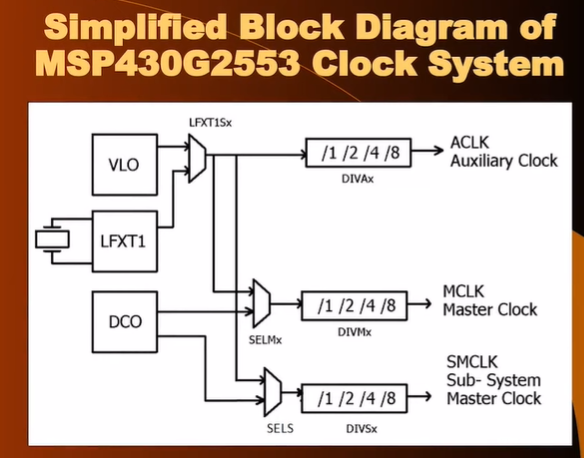 Simplified Block Diagram of
MSP430G2553 Clock System
LFXT1Sx
VLO
/1 /2 /4 /8
ACLK
Auxiliary Clock
DIVAx
LFXT1
DCO
/1 /2 /4 /8
MCLK
Master Clock
SELMx
DIVMx
SMCLK
Sub- System
Master Clock
/1 /2 /4 /8
SELS
DIVSx